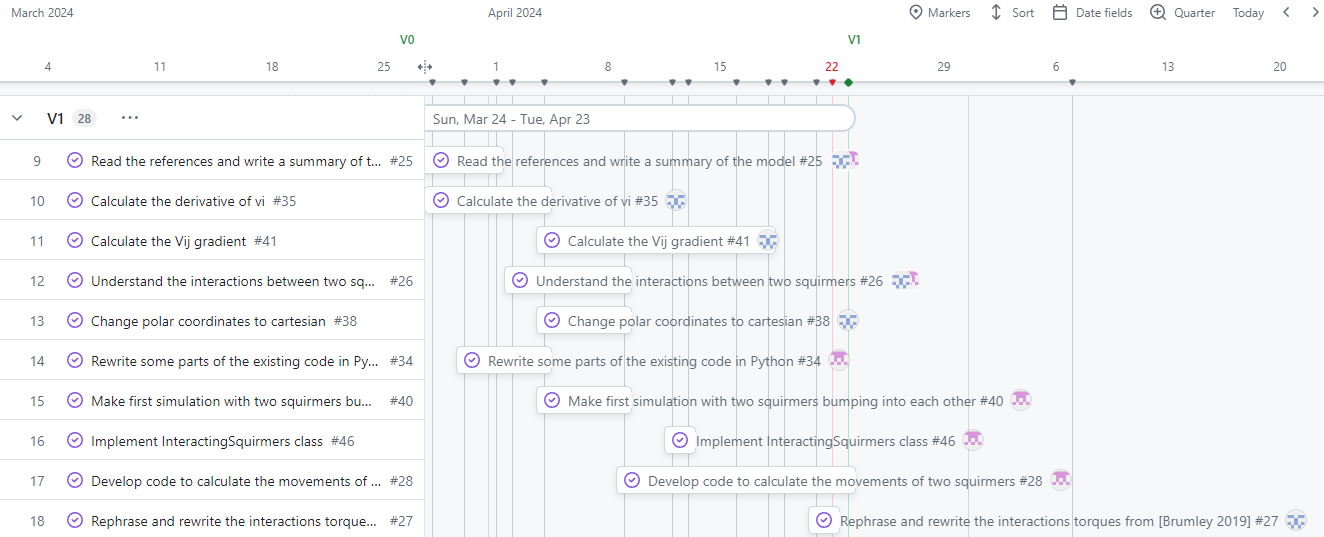 March 2024 April 2024 Markers Sort Date fields Quarter Today
V0 V1
4 11 18 25 1 8 15 22 29 6 13 20
V1 28 ... Sun, Mar 24 - Tue, Apr 23
9 Read the references and write a summary of t... #25 Read the references and write a summary of the model #25
10 Calculate the derivative of vi #35 Calculate the derivative of vi #35
11 Calculate the Vij gradient #41 Calculate the Vij gradient #41
12 Understand the interactions between two sq... #26 Understand the interactions between two squirmers #26
13 Change polar coordinates to cartesian #38 Change polar coordinates to cartesian #38
14 Rewrite some parts of the existing code in Py... #34 Rewrite some parts of the existing code in Python #34
15 Make first simulation with two squirmers bu... #40 Make first simulation with two squirmers bumping into each other #40
16 Implement InteractingSquirmers class #46 Implement InteractingSquirmers class #46
17 Develop code to calculate the movements of ... #28 Develop code to calculate the movements of two squirmers #28
18 Rephrase and rewrite the interactions torque... #27 Rephrase and rewrite the interactions torques from [Brumley 2019] #27